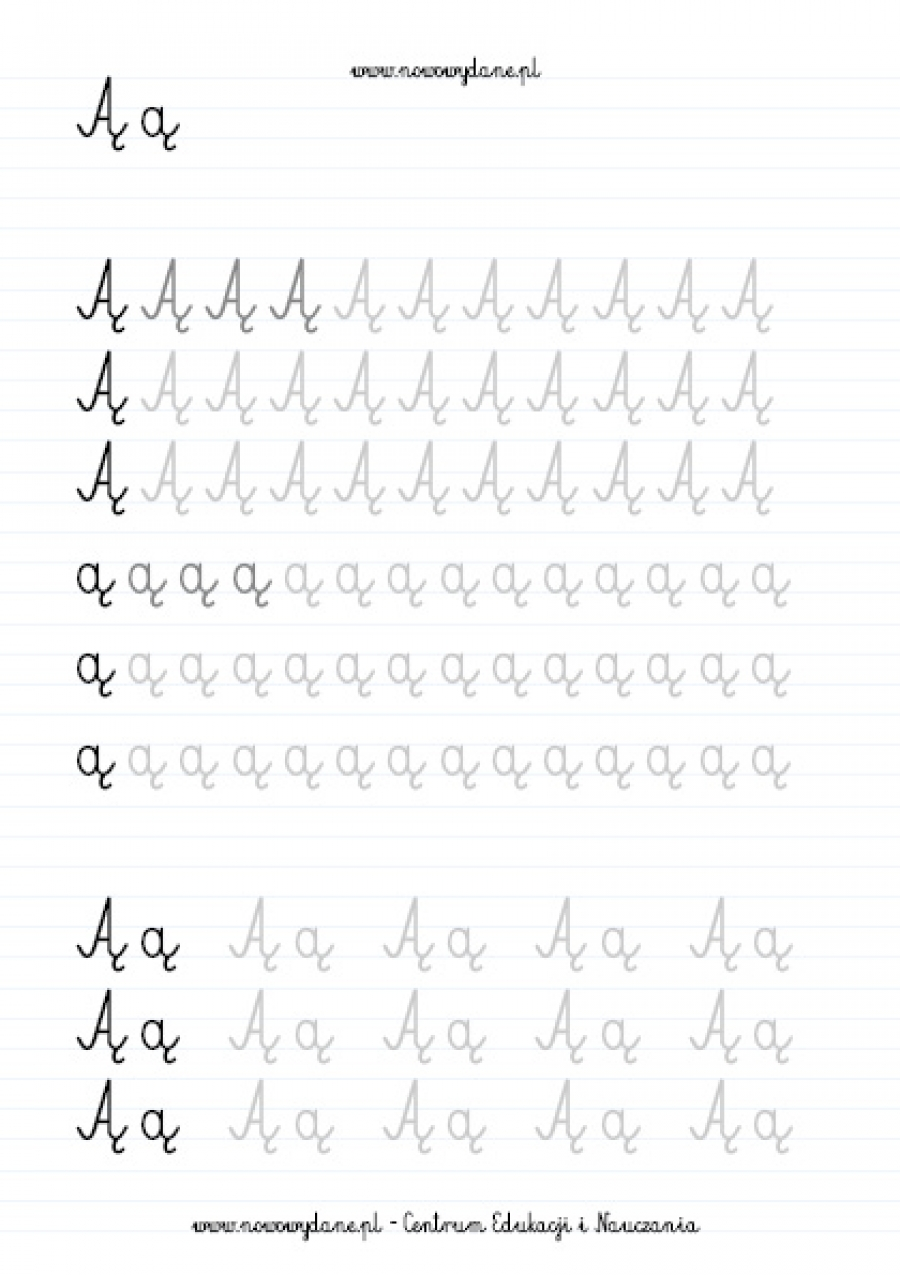 www.nowowydane.pl
Ą ą
Ą Ą Ą Ą Ą Ą Ą Ą Ą Ą Ą
Ą Ą Ą Ą Ą Ą Ą Ą Ą Ą Ą
Ą Ą Ą Ą Ą Ą Ą Ą Ą Ą Ą
ą ą ą ą ą ą ą ą ą ą ą ą ą ą
ą ą ą ą ą ą ą ą ą ą ą ą ą ą
ą ą ą ą ą ą ą ą ą ą ą ą ą ą
Ą ą Ą ą Ą ą Ą ą Ą ą
Ą ą Ą ą Ą ą Ą ą Ą ą
Ą ą Ą ą Ą ą Ą ą Ą ą
www.nowowydane.pl - Centrum Edukacji i Nauczania